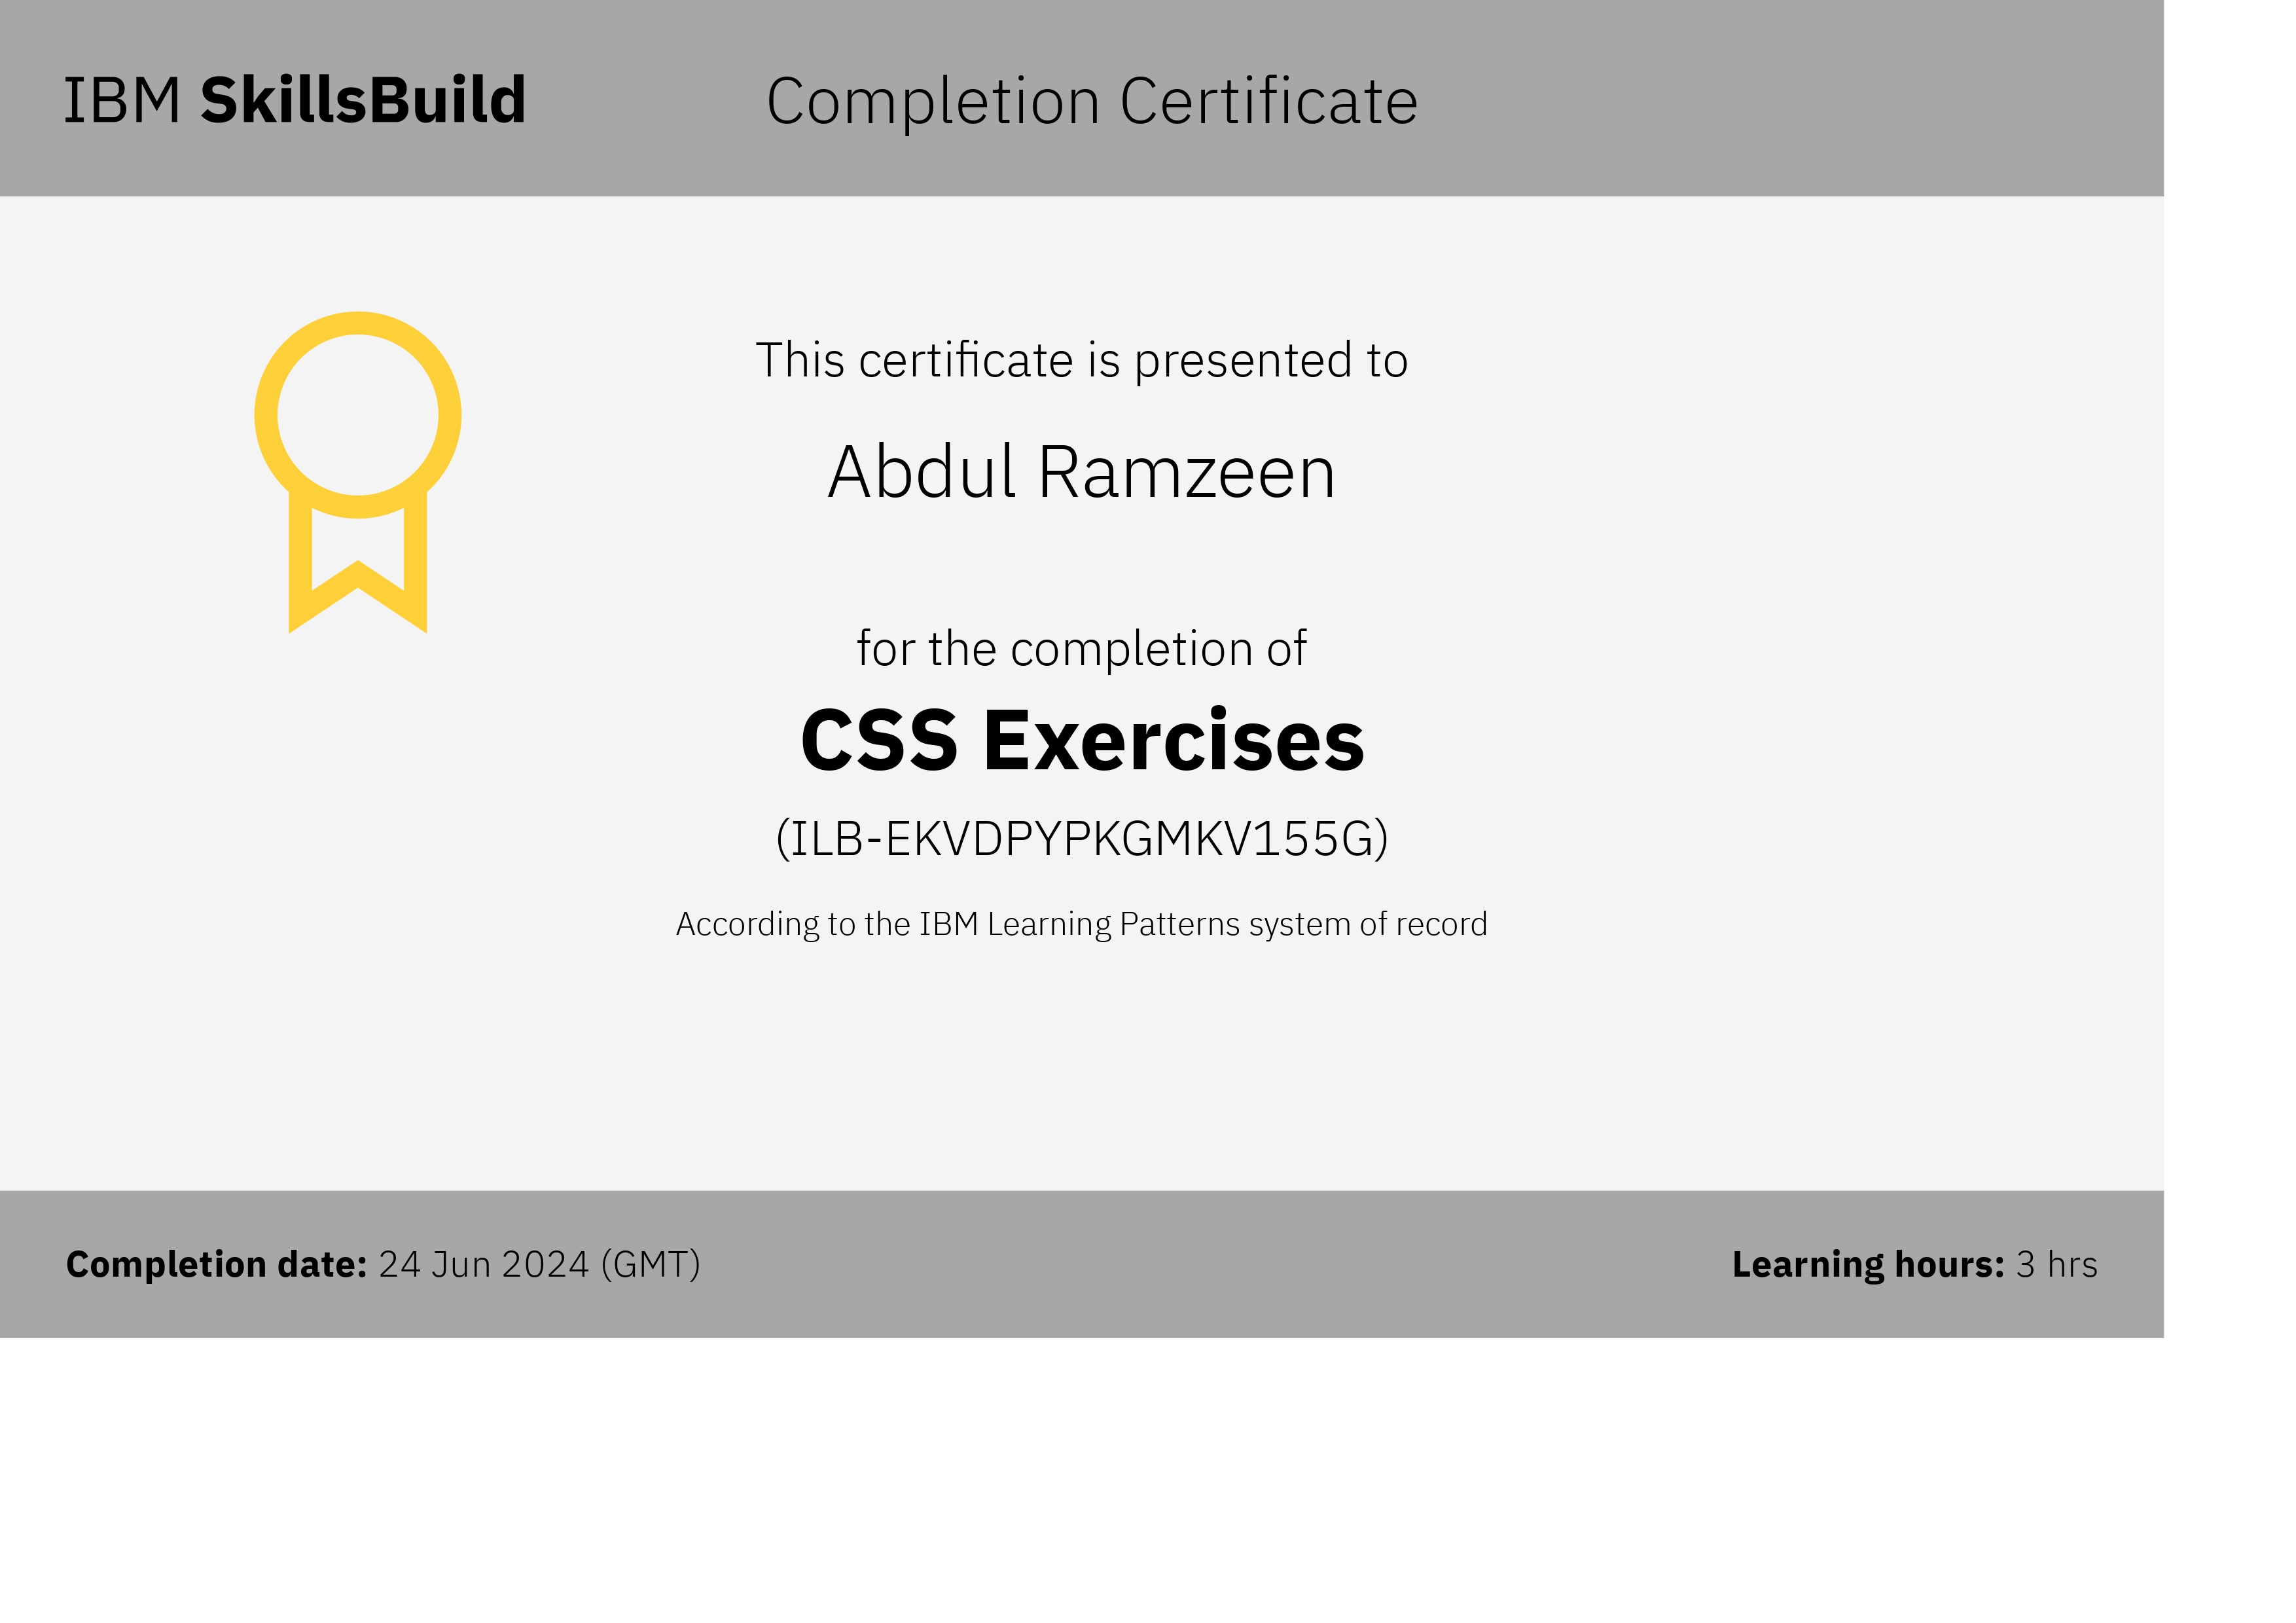 IBM SkillsBuild
Completion Certificate
This certificate is presented to
Abdul Ramzeen
for the completion of
CSS Exercises
(ILB-EKVDPYPKGMKV155G)
According to the IBM Learning Patterns system of record
Completion date: 24 Jun 2024 (GMT)
Learning hours: 3 hrs